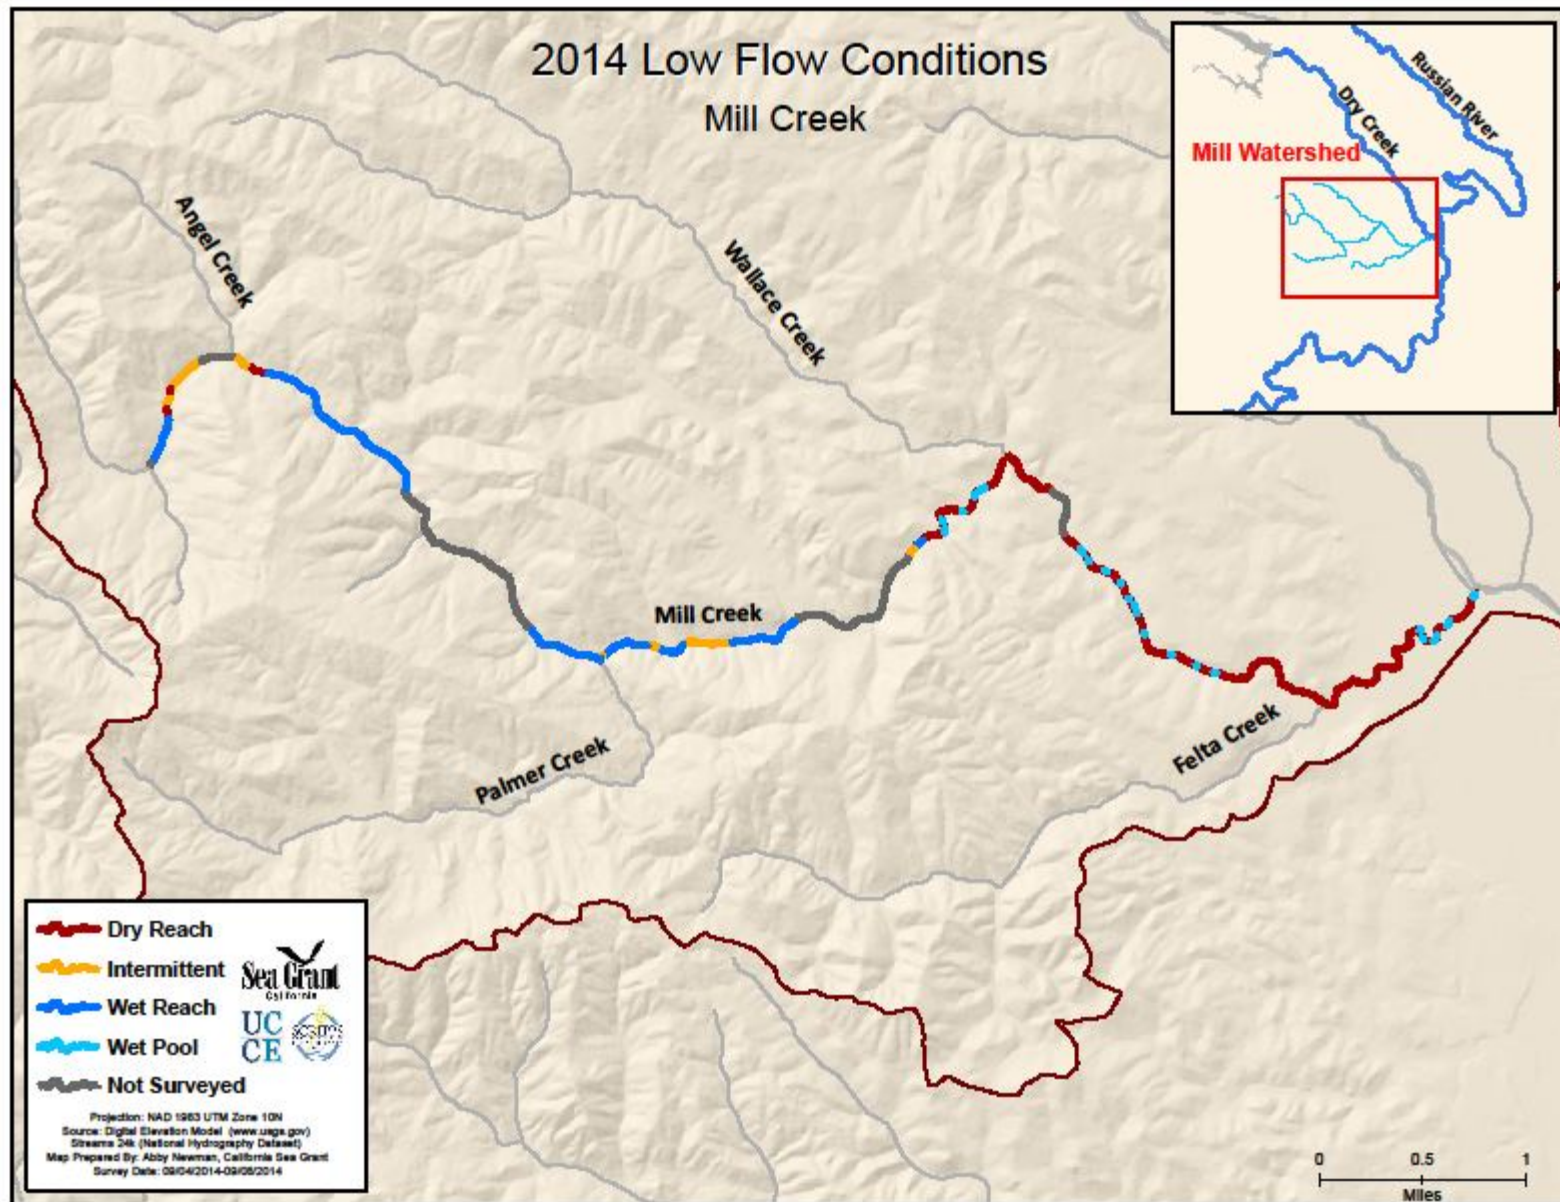 2014 Low Flow Conditions
Mill Creek
Russian River
Dry Creek
Mill Watershed
Angel Creek
Wallace Creek
Mill Creek
Palmer Creek
Felta Creek
Dry Reach
Intermittent
Wet Reach
Wet Pool
Not Surveyed
Sea Grant
California
UC
CE
Projection: NAD 1983 UTM Zone 10N
Source: Digital Elevation Model (www.usgs.gov)
Streams 24k (National Hydrography Dataset)
Map Prepared By: Abby Newman, California Sea Grant
Survey Date: 09/04/2014-09/08/2014
0 0.5 1
Miles